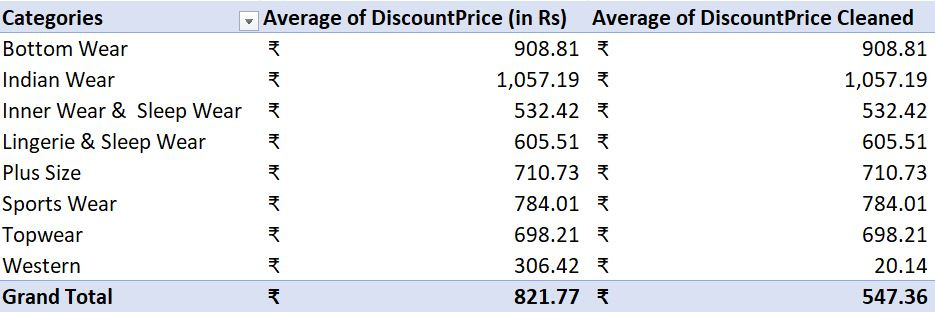 Categories Average of DiscountPrice (in Rs) Average of DiscountPrice Cleaned
Bottom Wear ₹ 908.81 ₹ 908.81
Indian Wear ₹ 1,057.19 ₹ 1,057.19
Inner Wear &  Sleep Wear ₹ 532.42 ₹ 532.42
Lingerie & Sleep Wear ₹ 605.51 ₹ 605.51
Plus Size ₹ 710.73 ₹ 710.73
Sports Wear ₹ 784.01 ₹ 784.01
Topwear ₹ 698.21 ₹ 698.21
Western ₹ 306.42 ₹ 20.14
Grand Total ₹ 821.77 ₹ 547.36